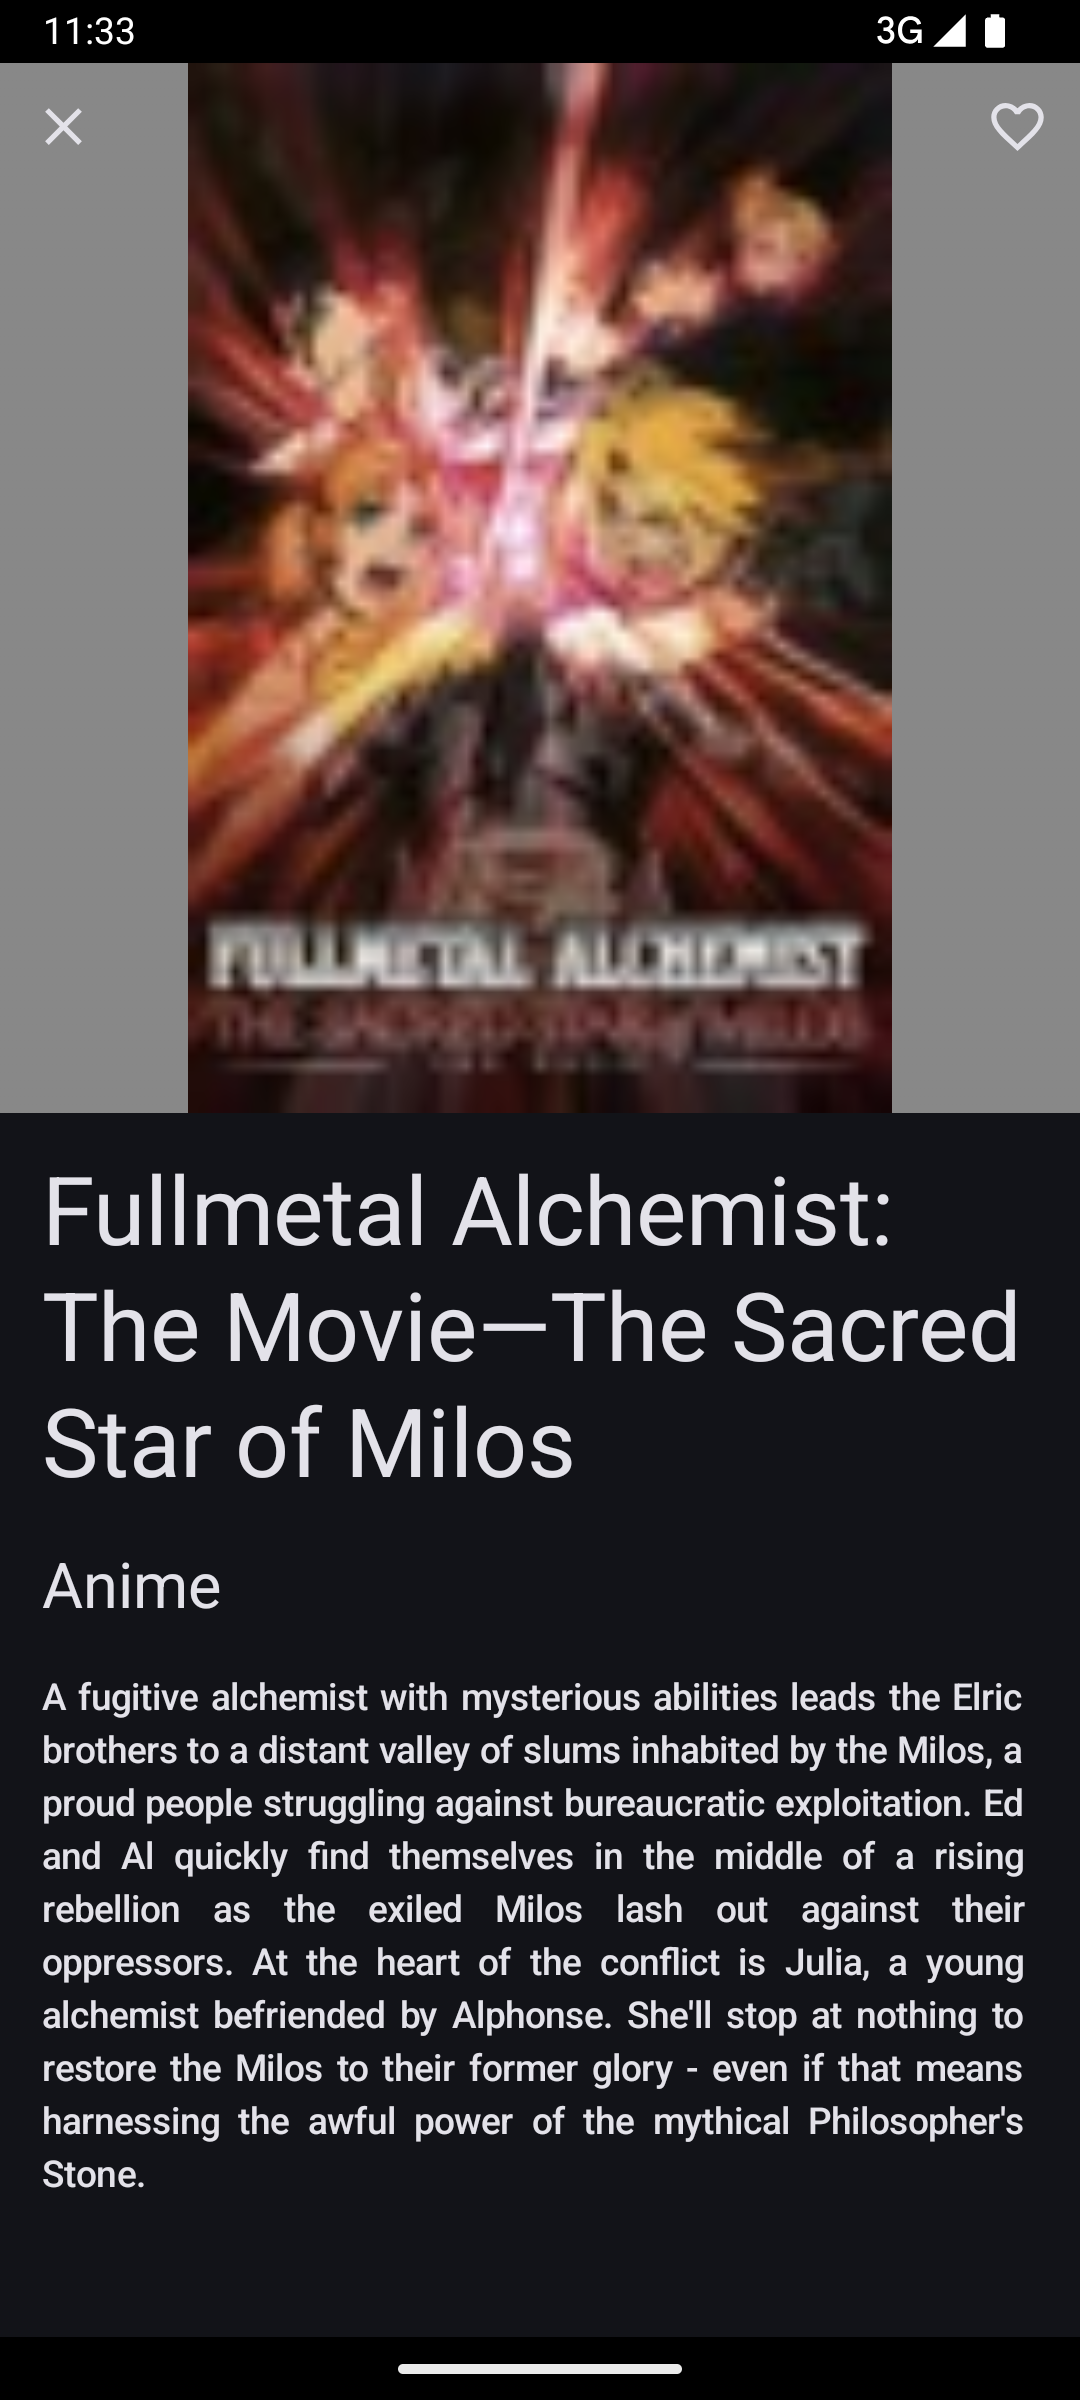 11:33
3G
FULLMETAL ALCHEMIST
THE SACRED STAR of MILOS
Fullmetal Alchemist:
The Movie—The Sacred
Star of Milos
Anime
A fugitive alchemist with mysterious abilities leads the Elric
brothers to a distant valley of slums inhabited by the Milos, a
proud people struggling against bureaucratic exploitation. Ed
and Al quickly find themselves in the middle of a rising
rebellion as the exiled Milos lash out against their
oppressors. At the heart of the conflict is Julia, a young
alchemist befriended by Alphonse. She'll stop at nothing to
restore the Milos to their former glory - even if that means
harnessing the awful power of the mythical Philosopher's
Stone.